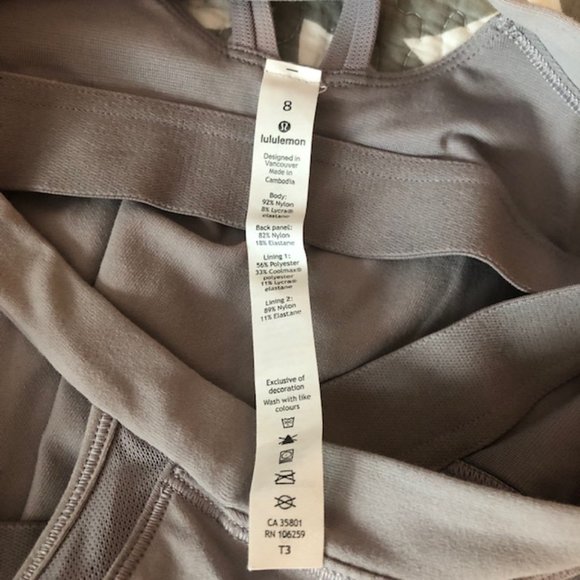 8
lululemon
Designed in
Vancouver
Made in
Cambodia
Body:
92% Nylon
8% Lycra®
elastane
Back panel:
82% Nylon
18% Elastane
Lining 1:
56% Polyester
33% Coolmax®
polyester
11% Lycra®
elastane
Lining 2:
89% Nylon
11% Elastane
Exclusive of
decoration
Wash with like
colours
CA 35801
RN 106259
T3